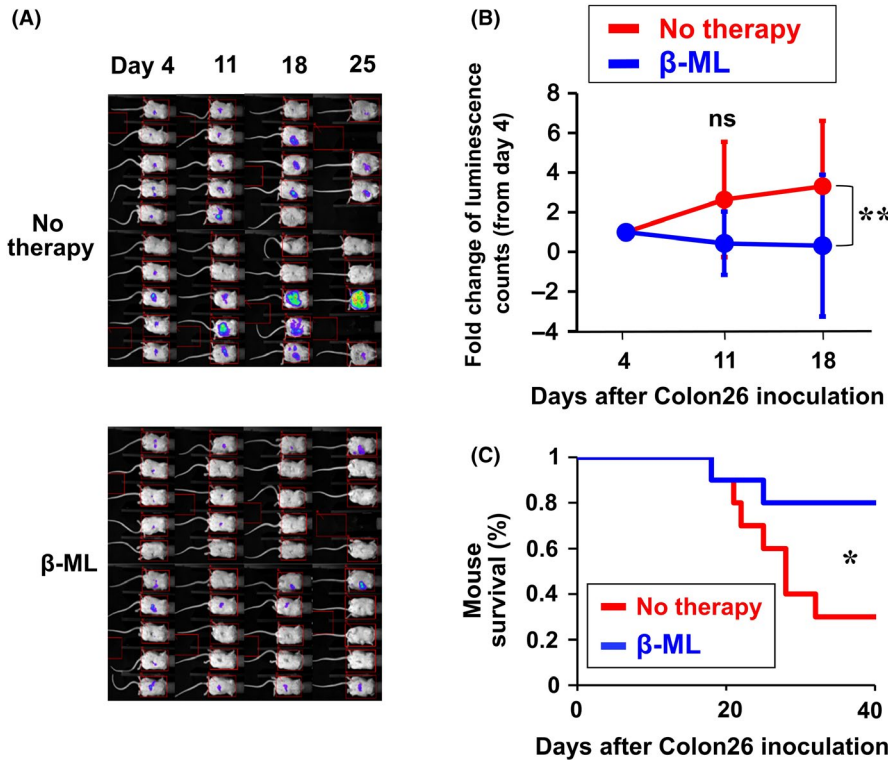 (A)
Day 4 11 18 25
No
therapy
β-ML
(B)
No therapy
β-ML
Fold change of luminescence
counts (from day 4)
8
6
4
2
0
–2
–4
ns
**
4 11 18
Days after Colon26 inoculation
(C)
Mouse
survival (%)
1
0.8
0.6
0.4
0.2
0
*
No therapy
β-ML
0 20 40
Days after Colon26 inoculation